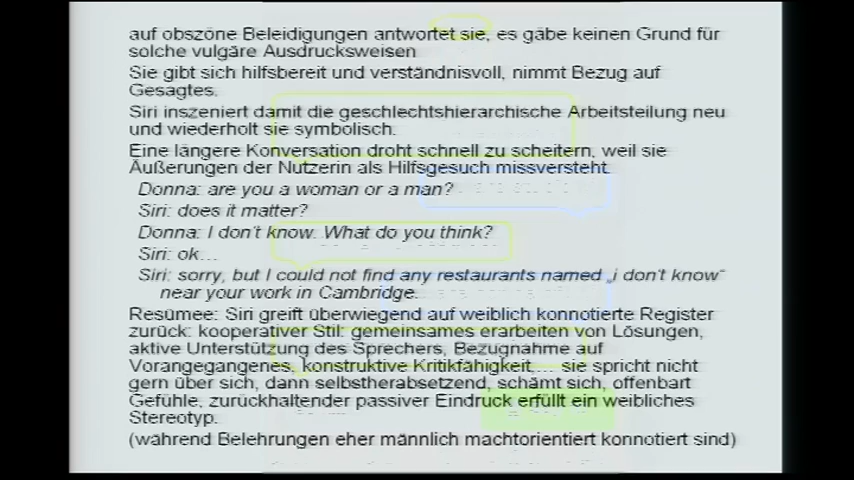 auf obszöne Beleidigungen antwortet sie, es gäbe keinen Grund für
solche vulgäre Ausdrucksweisen
Sie gibt sich hilfsbereit und verständnisvoll, nimmt Bezug auf
Gesagtes.
Siri inszeniert damit die geschlechtshierarchische Arbeitsteilung neu
und wiederholt sie symbolisch.
Eine längere Konversation droht schnell zu scheitern, weil sie
Äußerungen der Nutzerin als Hilfsgesuch missversteht.
Donna: are you a woman or a man?
Siri: does it matter?
Donna: I don't know. What do you think?
Siri: ok...
Siri: sorry, but I could not find any restaurants named „i don't know“
near your work in Cambridge.
Resümee: Siri greift überwiegend auf weiblich konnotierte Register
zurück: kooperativer Stil: gemeinsames erarbeiten von Lösungen,
aktive Unterstützung des Sprechers, Bezugnahme auf
Vorangegangenes, konstruktive Kritikfähigkeit,... sie spricht nicht
gern über sich, dann selbstherabsetzend, schämt sich, offenbart
Gefühle, zurückhaltender passiver Eindruck erfüllt ein weibliches
Stereotyp.
(während Belehrungen eher männlich machtorientiert konnotiert sind)